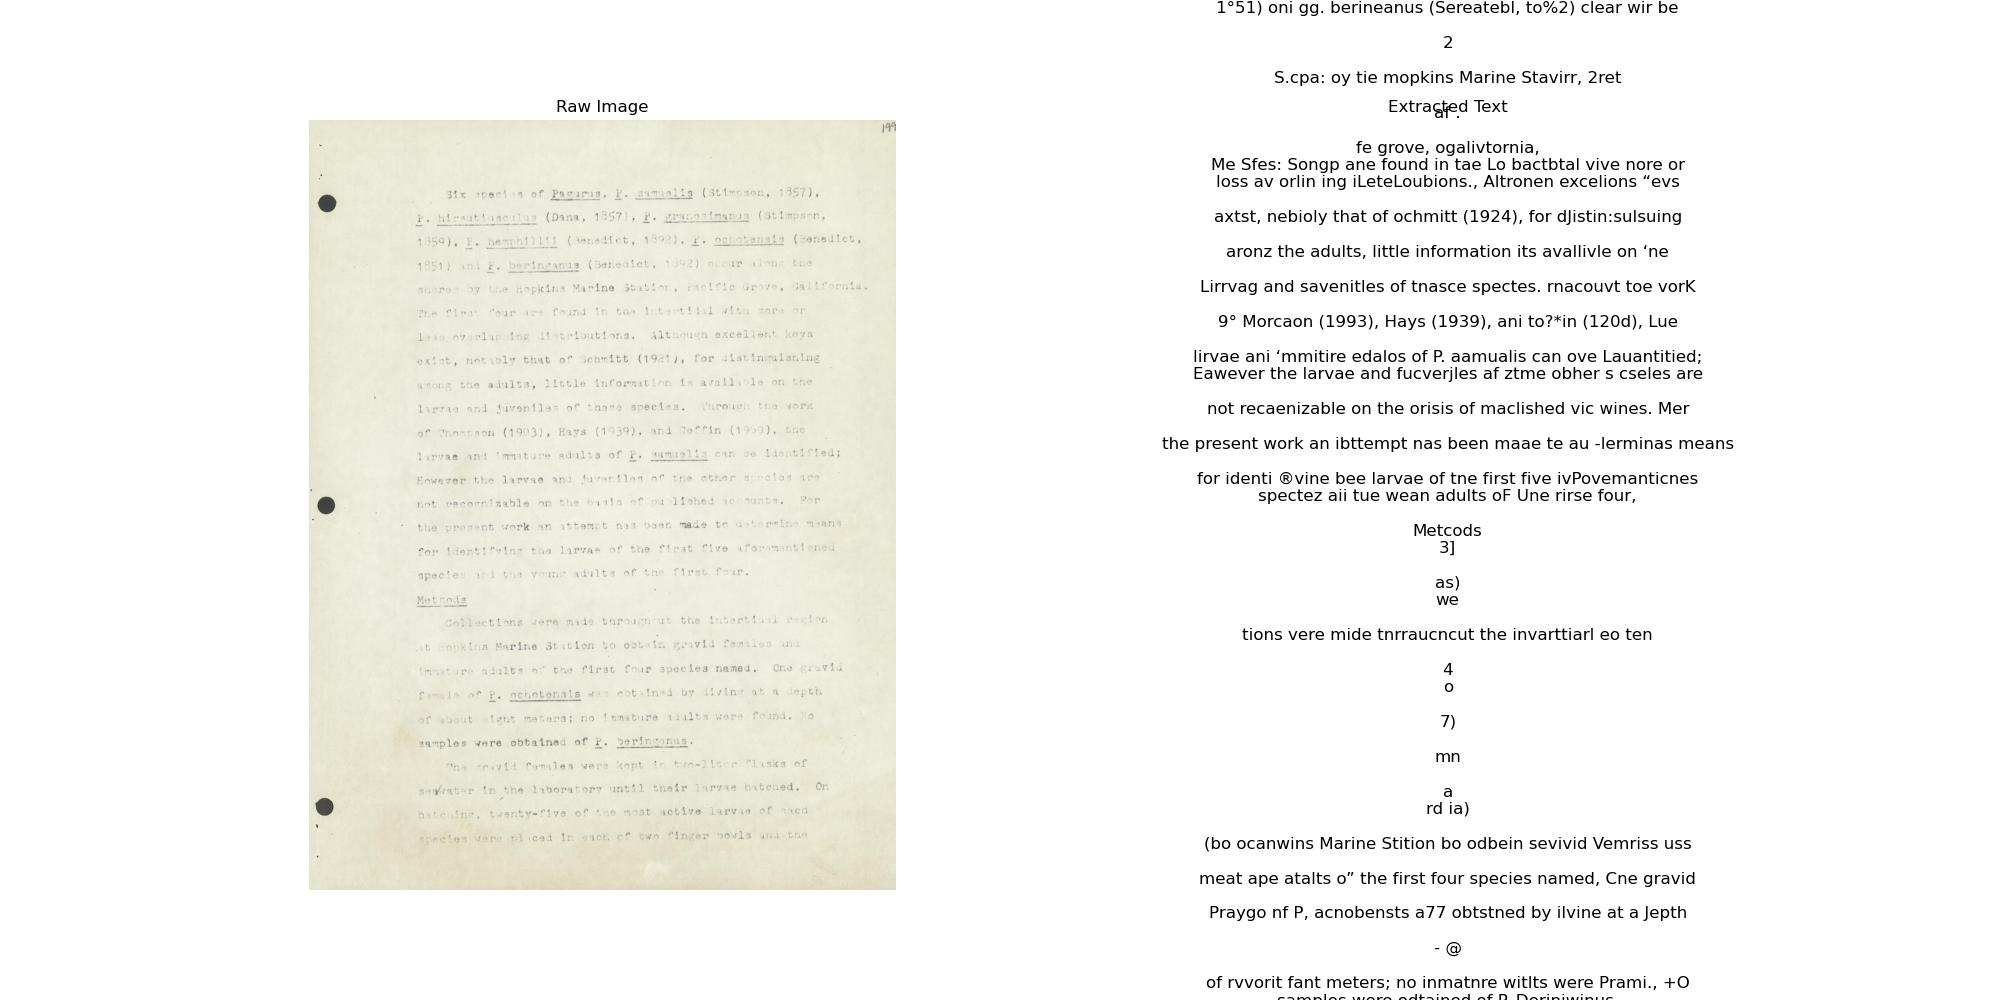 Raw Image
199
Six species of Pagurus, P. samuelis (Stimpson, 1857),
P. hirsutiusculus (Dana, 1857), P. granosimanus (Stimpson,
1859), P. hemphillii (Benedict, 1892), P. ochotensis (Benedict,
1851) and P. beringanus (Benedict, 1892) occur along the
shores by the Hopkins Marine Station, Pacific Grove, California.
The first four are found in the intertidal with more or
less overlapping distributions. Although excellent keys
exist, notably that of Schmitt (1921), for distinguishing
among the adults, little information is available on the
larvae and juveniles of these species. Through the work
of Thompson (1903), Hays (1939), and Coffin (1960), the
larvae and immature adults of P. samuelis can be identified;
However the larvae and juveniles of the other species are
not recognizable on the basis of published accounts. For
the present work an attempt has been made to determine means
for identifying the larvae of the first five aforementioned
species and the young adults of the first four.
Methods
Collections were made throughout the intertidal region
at Hopkins Marine Station to obtain gravid females and
immature adults of the first four species named. One gravid
female of P. ochotensis was obtained by diving at a depth
of about eight meters; no immature adults were found. No
samples were obtained of P. beringanus.
The gravid females were kept in two-liter flasks of
seawater in the laboratory until their larvae hatched. On
hatching, twenty-five of the most active larvae of each
species were placed in each of two finger bowls and the
1°51) oni gg. berineanus (Sereatebl, to%2) clear wir be
2
S.cpa: oy tie mopkins Marine Stavirr, 2ret
Extracted Text
af .
fe grove, ogalivtornia,
Me Sfes: Songp ane found in tae Lo bactbtal vive nore or
loss av orlin ing iLeteLoubions., Altronen excelions “evs
axtst, nebioly that of ochmitt (1924), for dJistin:sulsuing
aronz the adults, little information its avallivle on ‘ne
Lirrvag and savenitles of tnasce spectes. rnacouvt toe vorK
9° Morcaon (1993), Hays (1939), ani to?*in (120d), Lue
lirvae ani ‘mmitire edalos of P. aamualis can ove Lauantitied;
Eawever the larvae and fucverjles af ztme obher s cseles are
not recaenizable on the orisis of maclished vic wines. Mer
the present work an ibttempt nas been maae te au -lerminas means
for identi ®vine bee larvae of tne first five ivPovemanticnes
spectez aii tue wean adults oF Une rirse four,
Metcods
3]
as)
we
tions vere mide tnrraucncut the invarttiarl eo ten
4
o
7)
mn
a
rd ia)
(bo ocanwins Marine Stition bo odbein sevivid Vemriss uss
meat ape atalts o” the first four species named, Cne gravid
Praygo nf P, acnobensts a77 obtstned by ilvine at a Jepth
- @
of rvvorit fant meters; no inmatnre witlts were Prami., +O
samples were odtained of P. Deriniwinus